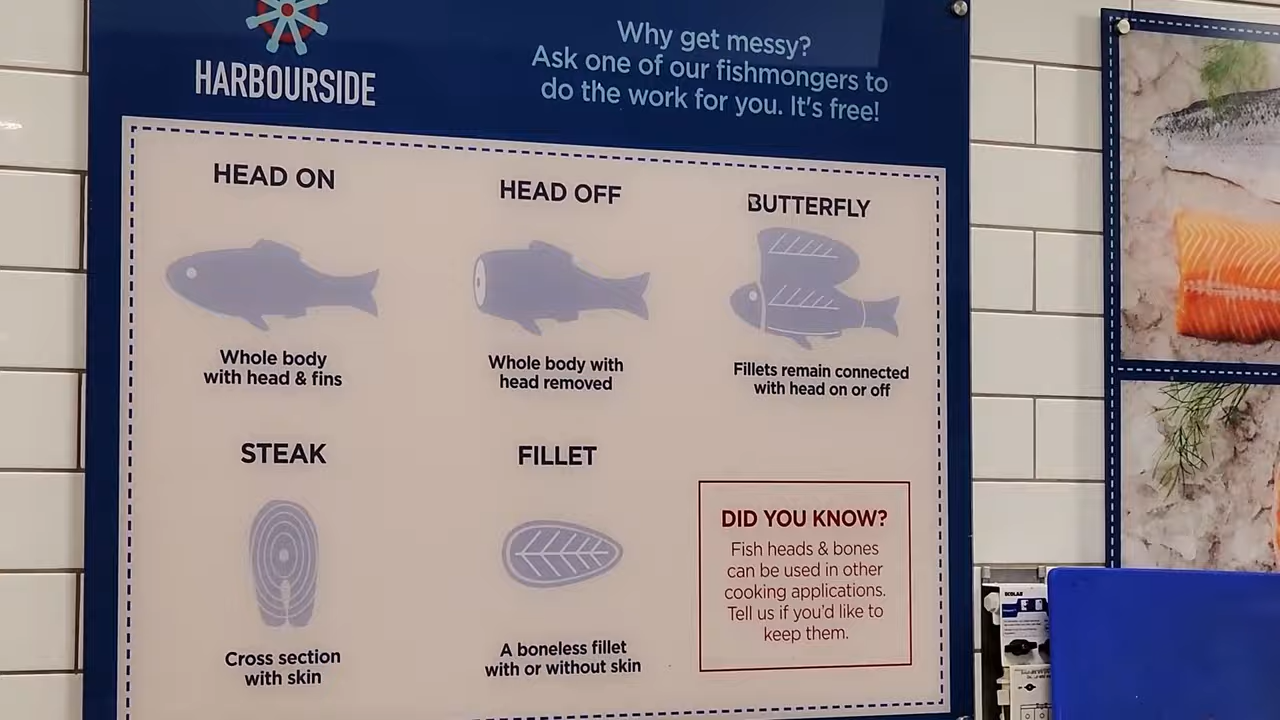 HARBOURSIDE
Why get messy?
Ask one of our fishmongers to
do the work for you. It's free!
HEAD ON
Whole body
with head & fins
HEAD OFF
Whole body with
head removed
BUTTERFLY
Fillets remain connected
with head on or off
STEAK
Cross section
with skin
FILLET
A boneless fillet
with or without skin
DID YOU KNOW?
Fish heads & bones
can be used in other
cooking applications.
Tell us if you'd like to
keep them.
ECOLAB